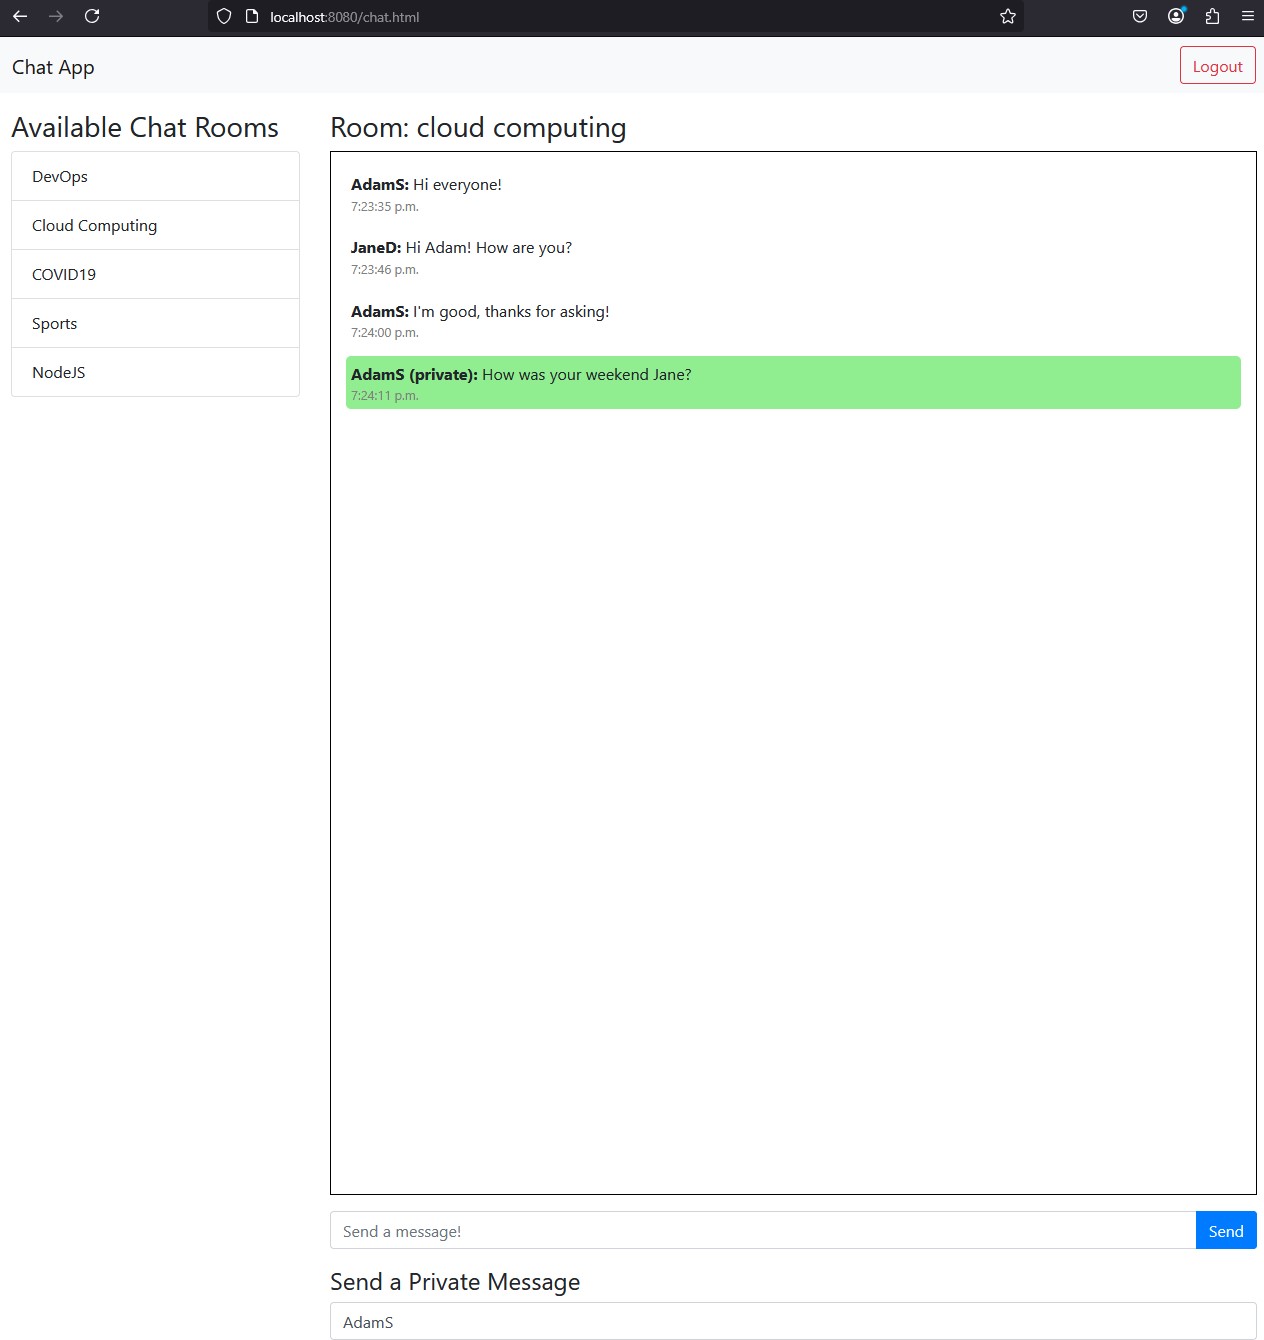 localhost:8080/chat.html
Chat App
Logout
Available Chat Rooms
DevOps
Cloud Computing
COVID19
Sports
NodeJS
Room: cloud computing
AdamS: Hi everyone!
7:23:35 p.m.
JaneD: Hi Adam! How are you?
7:23:46 p.m.
AdamS: I'm good, thanks for asking!
7:24:00 p.m.
AdamS (private): How was your weekend Jane?
7:24:11 p.m.
Send a message!
Send
Send a Private Message
AdamS